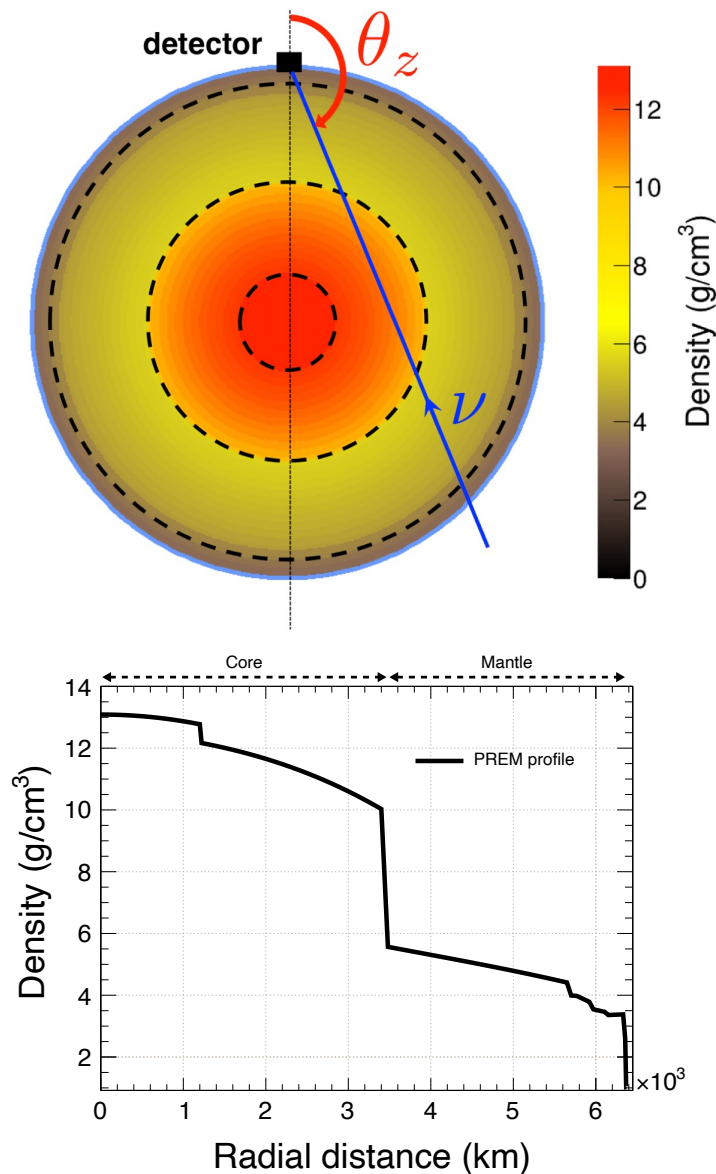 detector
θz
ν
12
10
8
6
4
2
0
Density (g/cm³)
Core
Mantle
14
12
10
8
6
4
2
PREM profile
Density (g/cm³)
0
1
2
3
4
5
6
×10³
Radial distance (km)